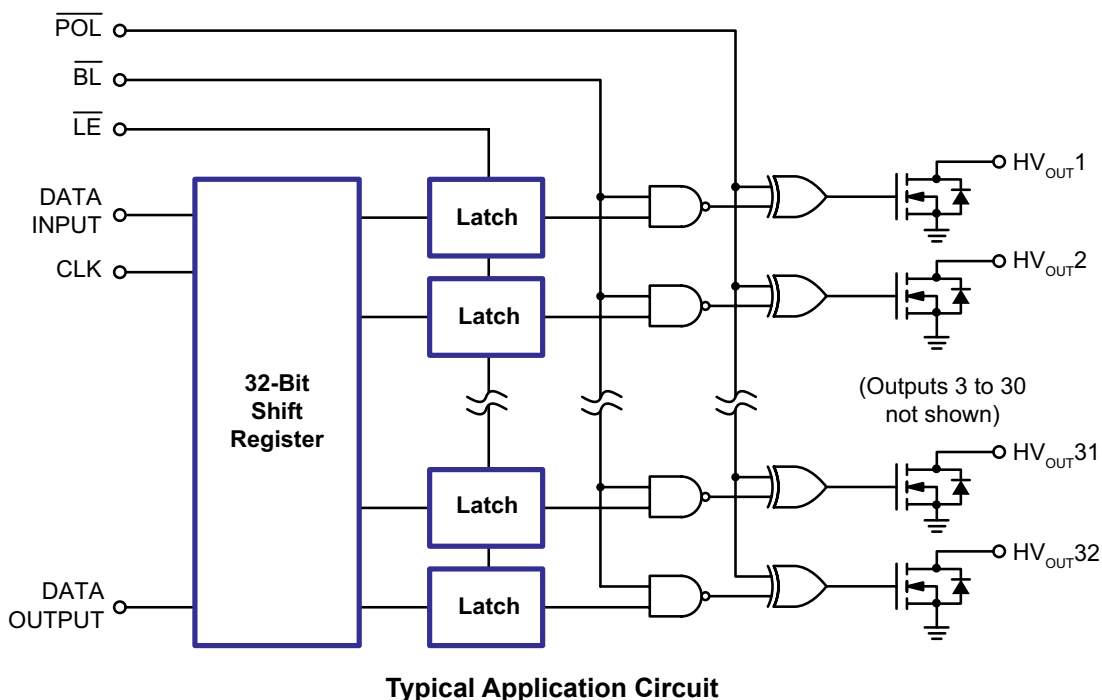 POL
BL
LE
DATA
INPUT
CLK
32-Bit
Shift
Register
DATA
OUTPUT
Latch
Latch
Latch
Latch
HVOUT1
HVOUT2
(Outputs 3 to 30
not shown)
HVOUT31
HVOUT32
Typical Application Circuit